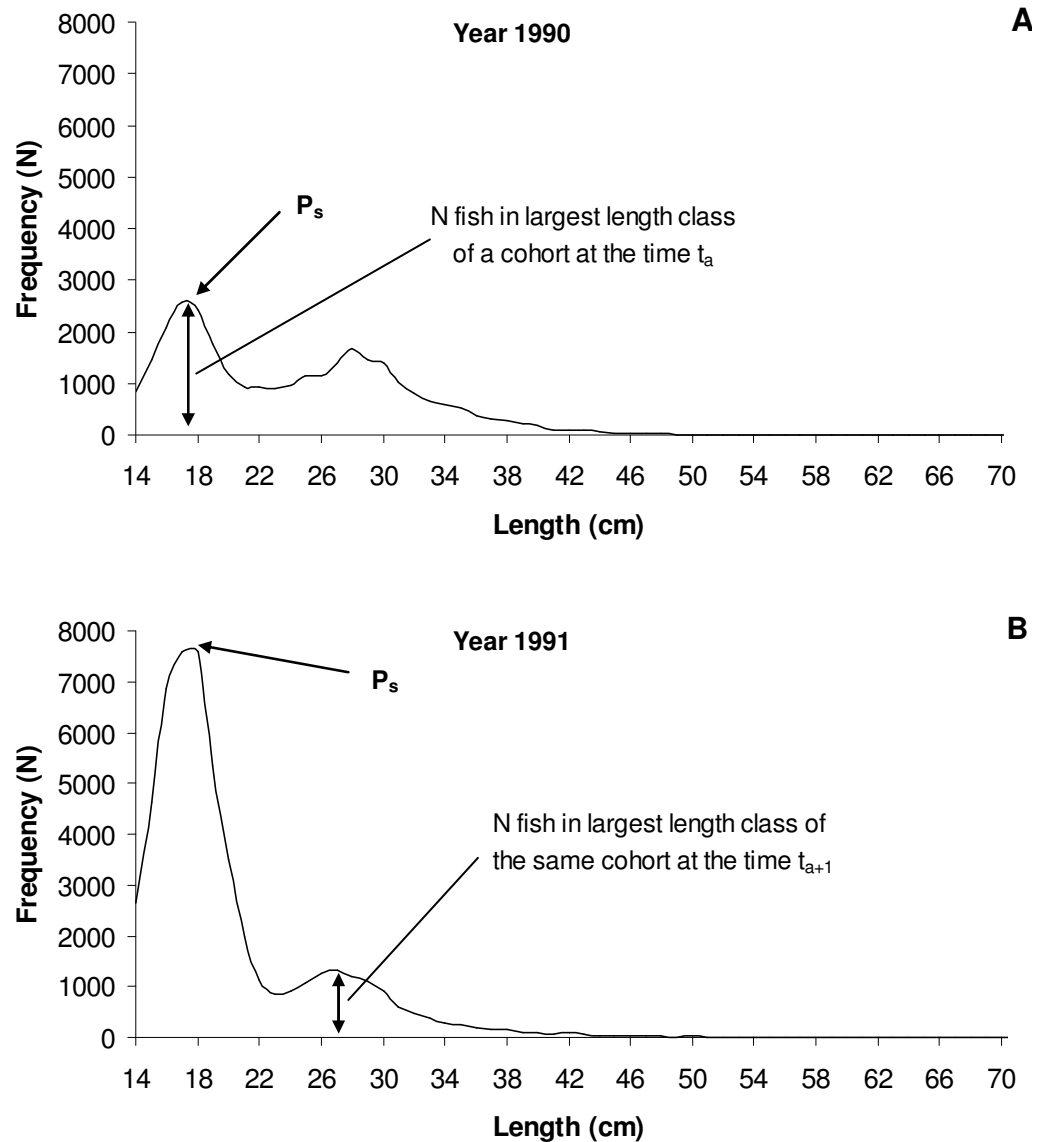 A
Year 1990
Frequency (N)
8000
7000
6000
5000
4000
3000
2000
1000
0
Pₛ
N fish in largest length class
of a cohort at the time tₐ
14 18 22 26 30 34 38 42 46 50 54 58 62 66 70
Length (cm)
B
Year 1991
Frequency (N)
8000
7000
6000
5000
4000
3000
2000
1000
0
Pₛ
N fish in largest length class of
the same cohort at the time tₐ₊₁
14 18 22 26 30 34 38 42 46 50 54 58 62 66 70
Length (cm)